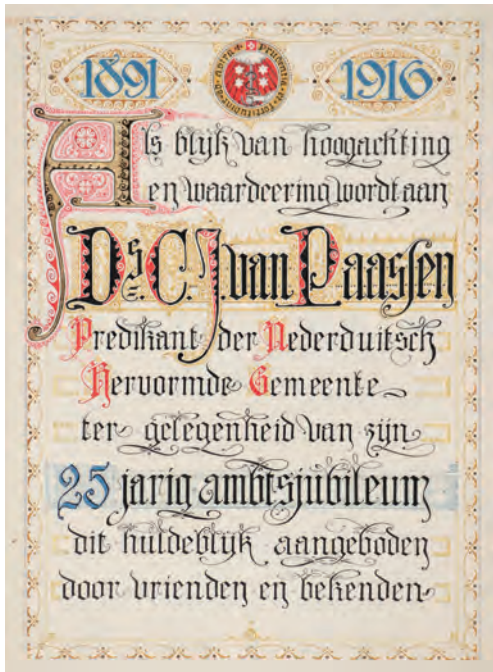 1891 1916
Als blijk van hoogachting
en waardeering wordt aan
Ds. C. J. van Paassen
Predikant der Nederduitsch
Hervormde Gemeente
ter gelegenheid van zijn
25 jarig ambtsjubileum
dit huldeblijk aangeboden
door vrienden en bekenden